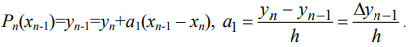 Pₙ(xₙ₋₁)=yₙ₋₁=yₙ+a₁(xₙ₋₁ − xₙ), a₁ = (yₙ − yₙ₋₁)/h = Δyₙ₋₁/h .